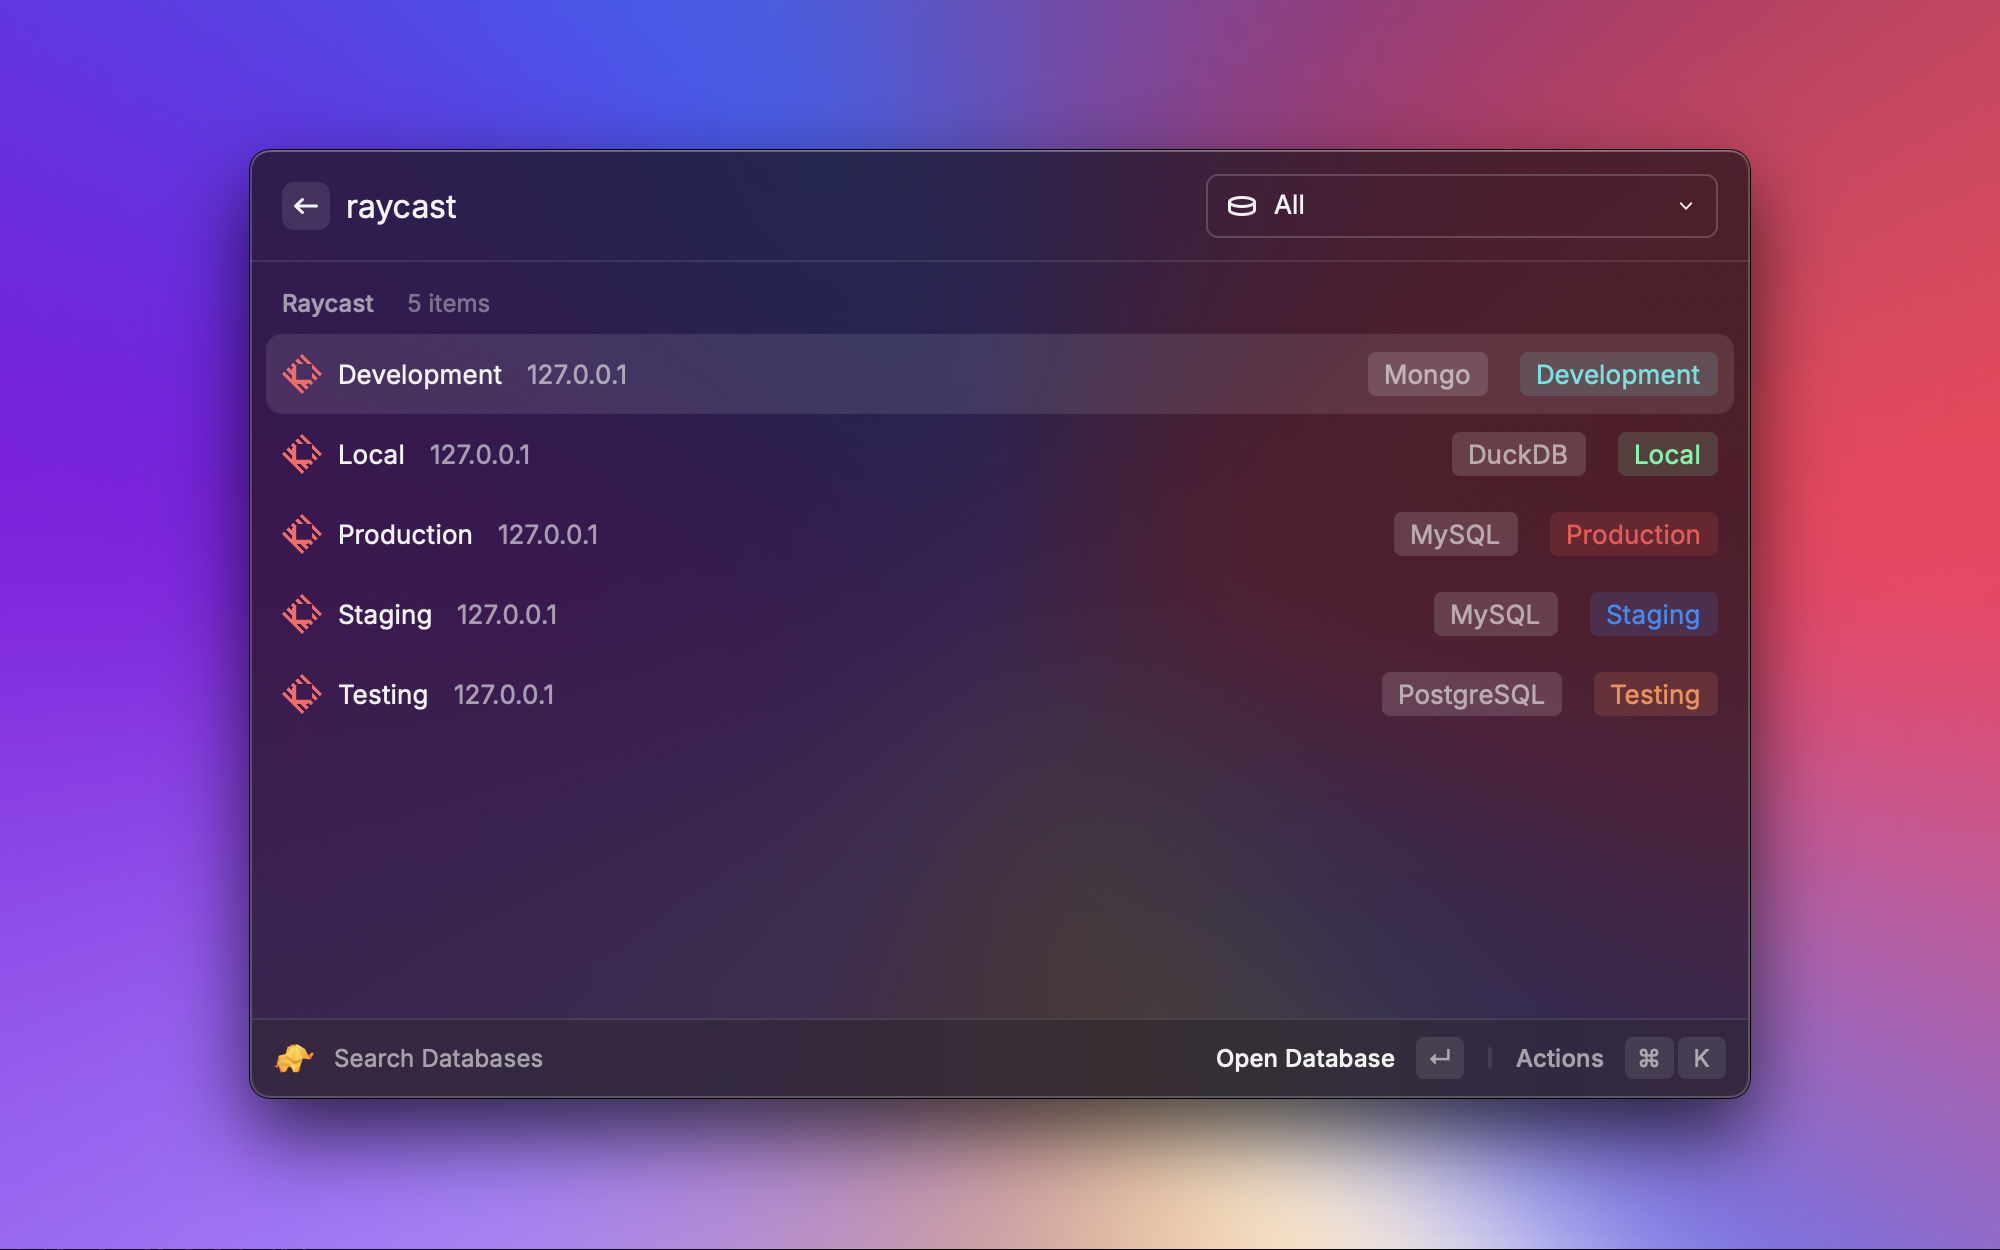 raycast All
Raycast 5 items
Development 127.0.0.1 Mongo Development
Local 127.0.0.1 DuckDB Local
Production 127.0.0.1 MySQL Production
Staging 127.0.0.1 MySQL Staging
Testing 127.0.0.1 PostgreSQL Testing
Search Databases Open Database ↵ Actions ⌘ K